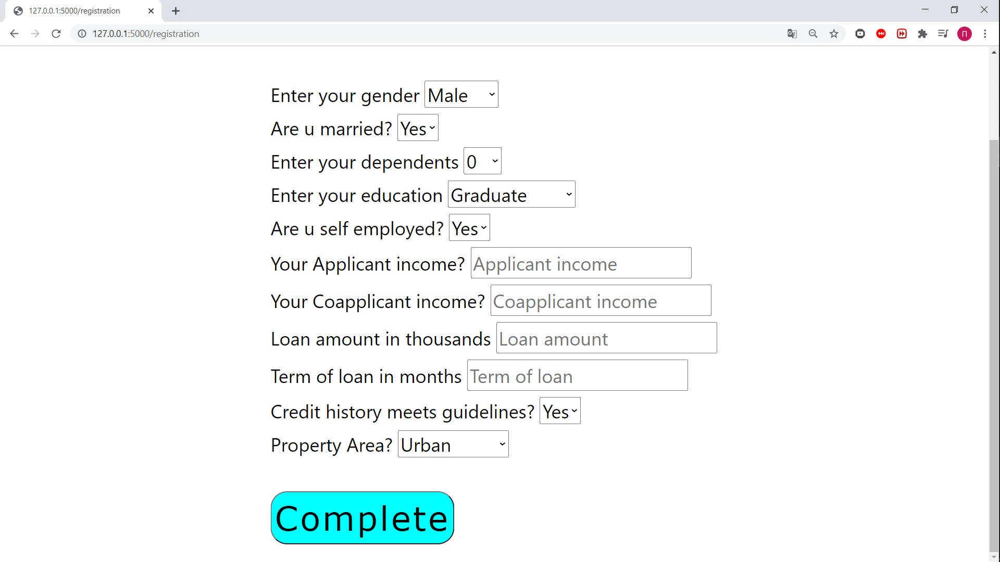 127.0.0.1:5000/registration
127.0.0.1:5000/registration
П
Enter your gender Male
Are u married? Yes
Enter your dependents 0
Enter your education Graduate
Are u self employed? Yes
Your Applicant income? Applicant income
Your Coapplicant income? Coapplicant income
Loan amount in thousands Loan amount
Term of loan in months Term of loan
Credit history meets guidelines? Yes
Property Area? Urban
Complete